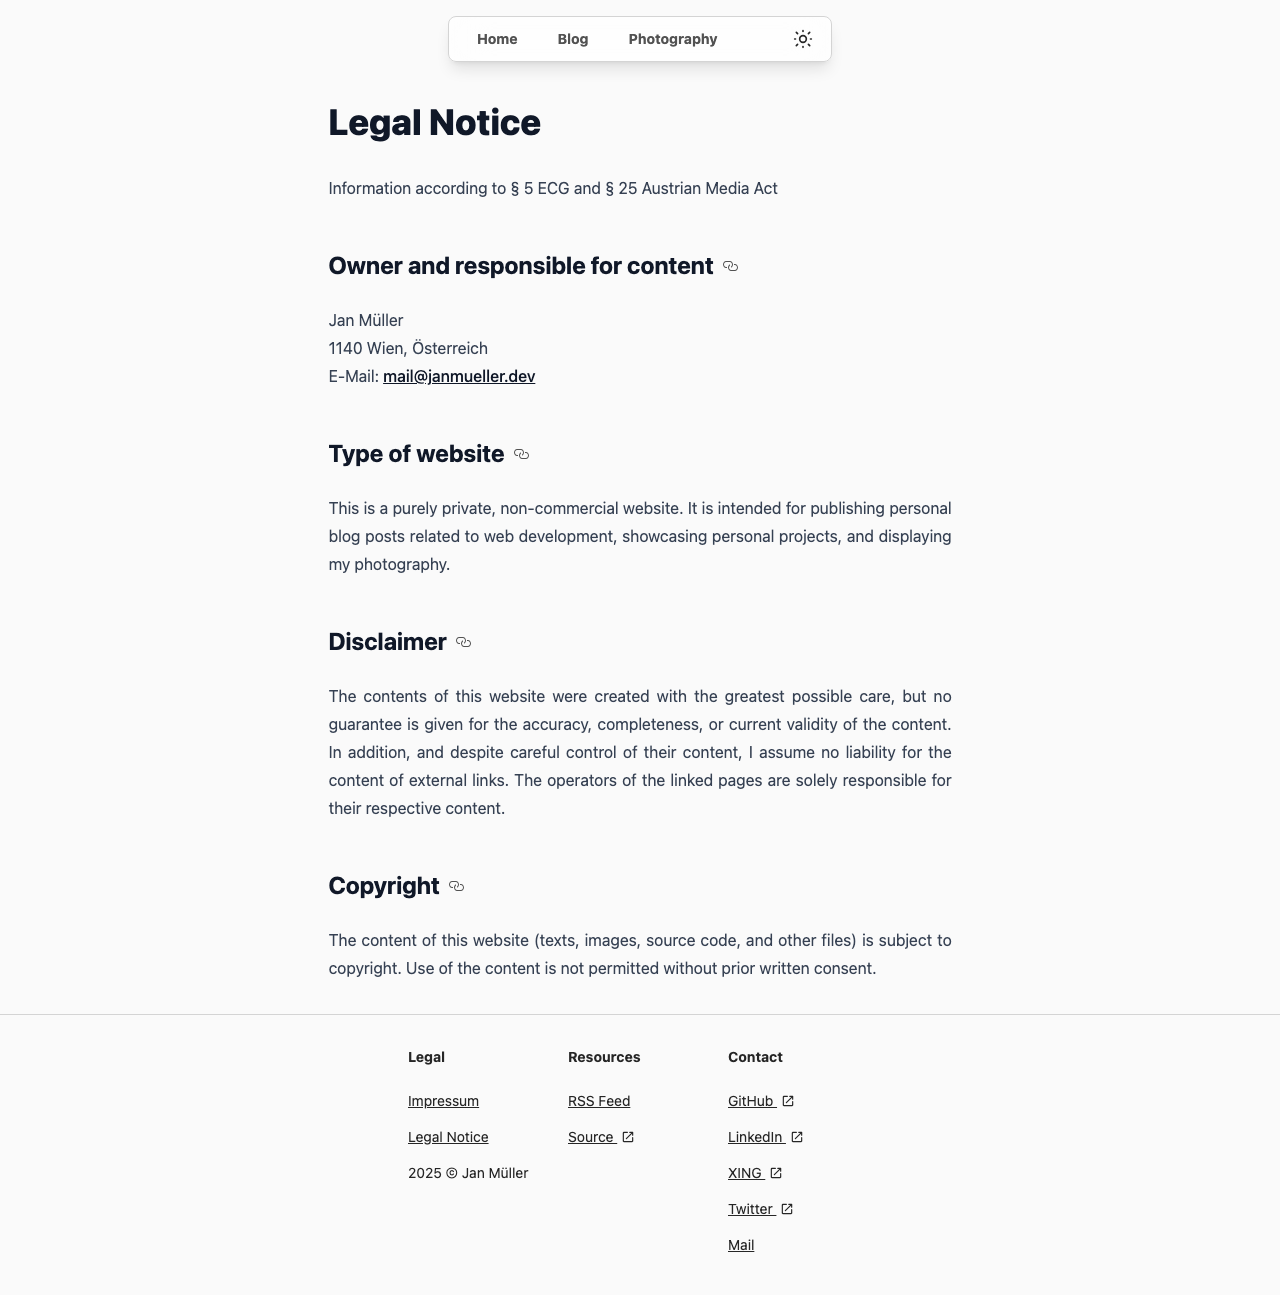 Home Blog Photography
Legal Notice
Information according to § 5 ECG and § 25 Austrian Media Act
Owner and responsible for content
Jan Müller
1140 Wien, Österreich
E-Mail: mail@janmueller.dev
Type of website
This is a purely private, non-commercial website. It is intended for publishing personal
blog posts related to web development, showcasing personal projects, and displaying
my photography.
Disclaimer
The contents of this website were created with the greatest possible care, but no
guarantee is given for the accuracy, completeness, or current validity of the content.
In addition, and despite careful control of their content, I assume no liability for the
content of external links. The operators of the linked pages are solely responsible for
their respective content.
Copyright
The content of this website (texts, images, source code, and other files) is subject to
copyright. Use of the content is not permitted without prior written consent.
Legal
Impressum
Legal Notice
2025 © Jan Müller
Resources
RSS Feed
Source
Contact
GitHub
LinkedIn
XING
Twitter
Mail